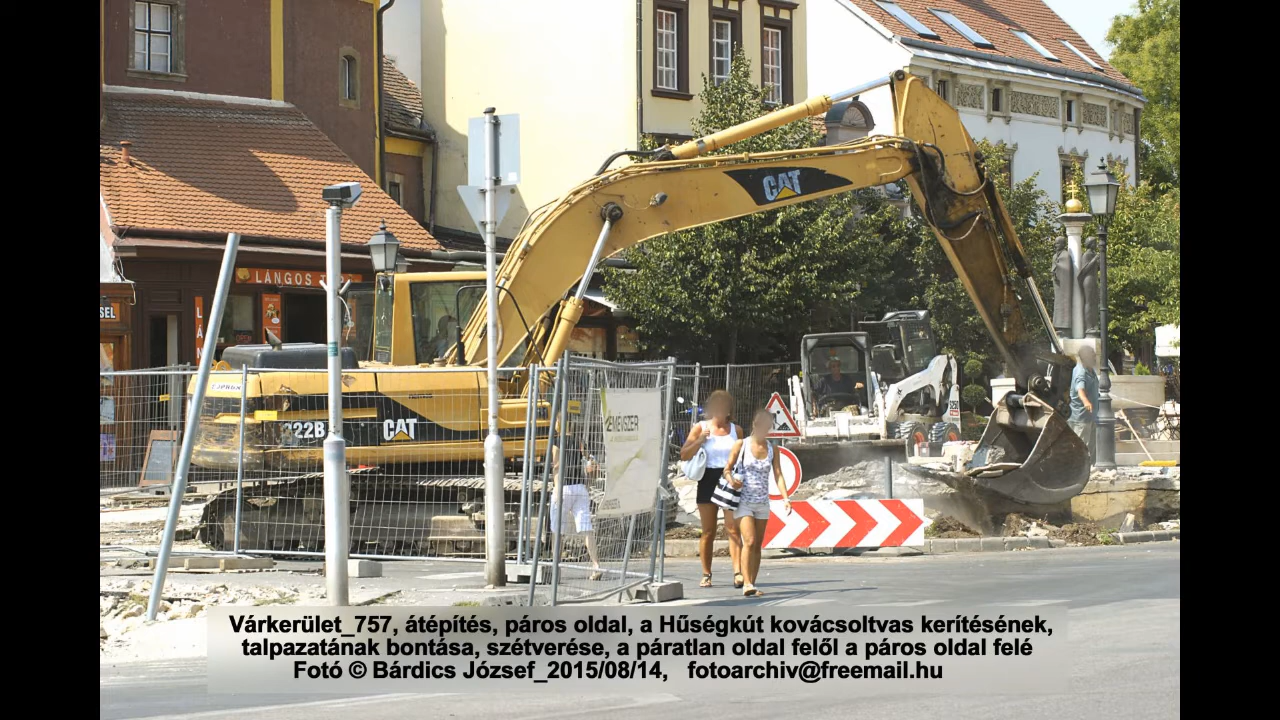 LÁNGOS
SEL
CAT
322B
CAT
Várkerület_757, átépítés, páros oldal, a Hűségkút kovácsoltvas kerítésének,
talpazatának bontása, szétverése, a páratlan oldal felől a páros oldal felé
Fotó © Bárdics József_2015/08/14, fotoarchiv@freemail.hu